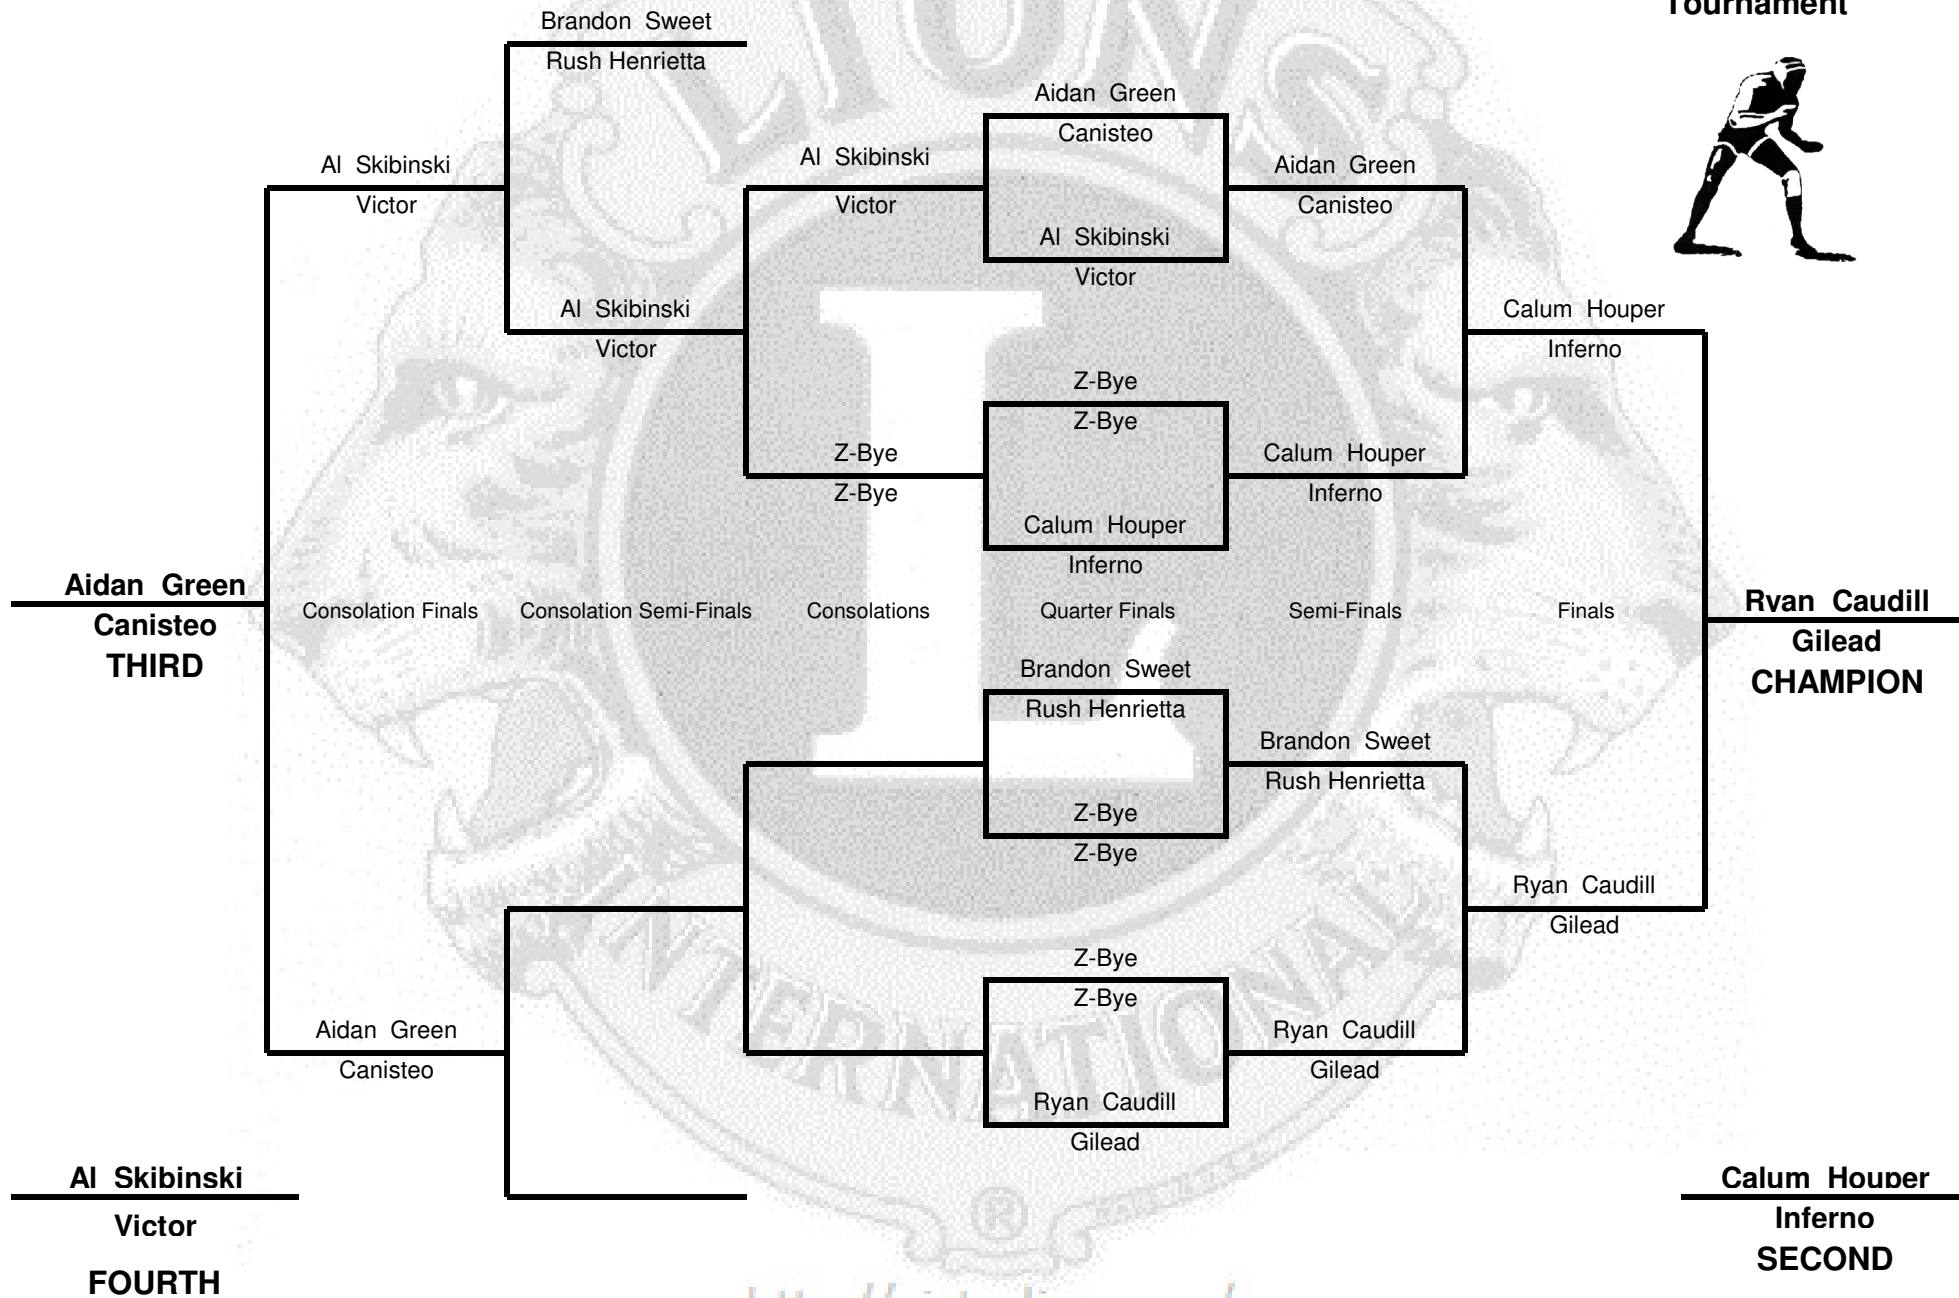 Tournament
Brandon Sweet
Rush Henrietta
Aidan Green
Canisteo
Al Skibinski
Victor
Al Skibinski
Victor
Aidan Green
Canisteo
Al Skibinski
Victor
Al Skibinski
Victor
Calum Houper
Inferno
Z-Bye
Z-Bye
Z-Bye
Z-Bye
Calum Houper
Inferno
Calum Houper
Inferno
Aidan Green
Canisteo
THIRD
Consolation Finals
Consolation Semi-Finals
Consolations
Quarter Finals
Semi-Finals
Finals
Ryan Caudill
Gilead
CHAMPION
Brandon Sweet
Rush Henrietta
Brandon Sweet
Rush Henrietta
Z-Bye
Z-Bye
Ryan Caudill
Gilead
Z-Bye
Z-Bye
Aidan Green
Canisteo
Ryan Caudill
Gilead
Ryan Caudill
Gilead
Al Skibinski
Victor
FOURTH
Calum Houper
Inferno
SECOND
LIONS
L
INTERNATIONAL
®